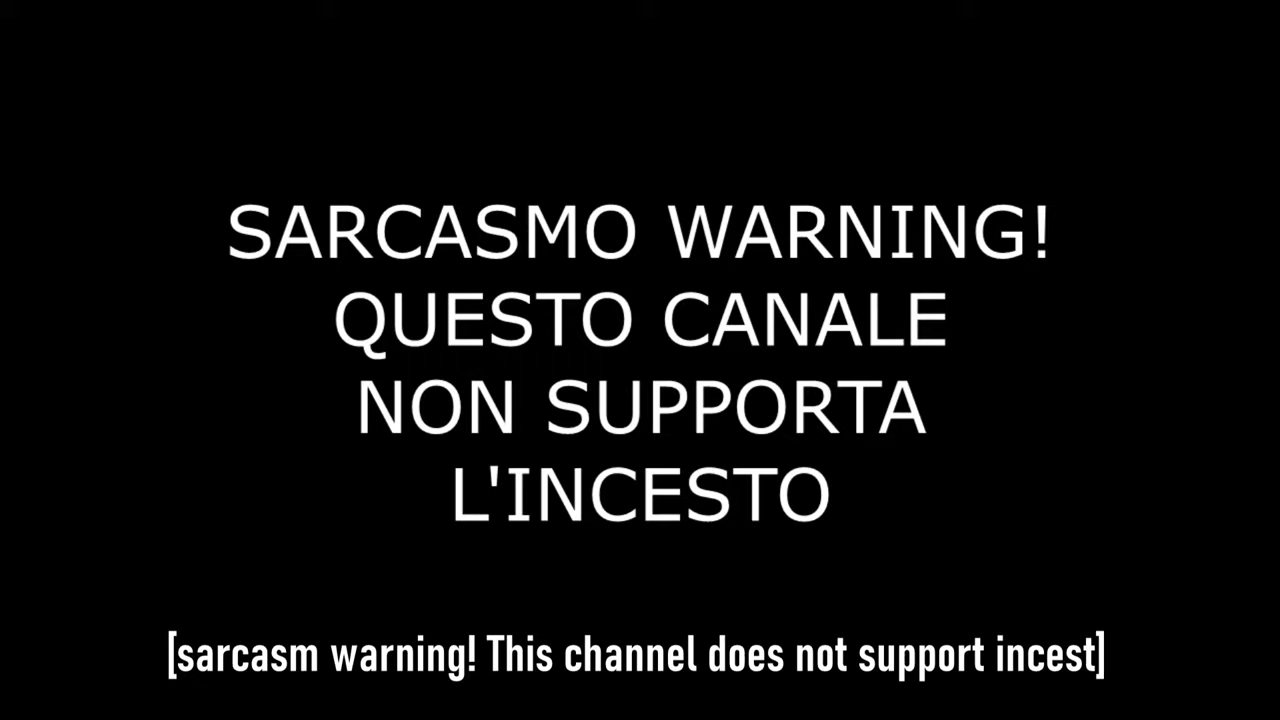 SARCASMO WARNING!
QUESTO CANALE
NON SUPPORTA
L'INCESTO
[sarcasm warning! This channel does not support incest]